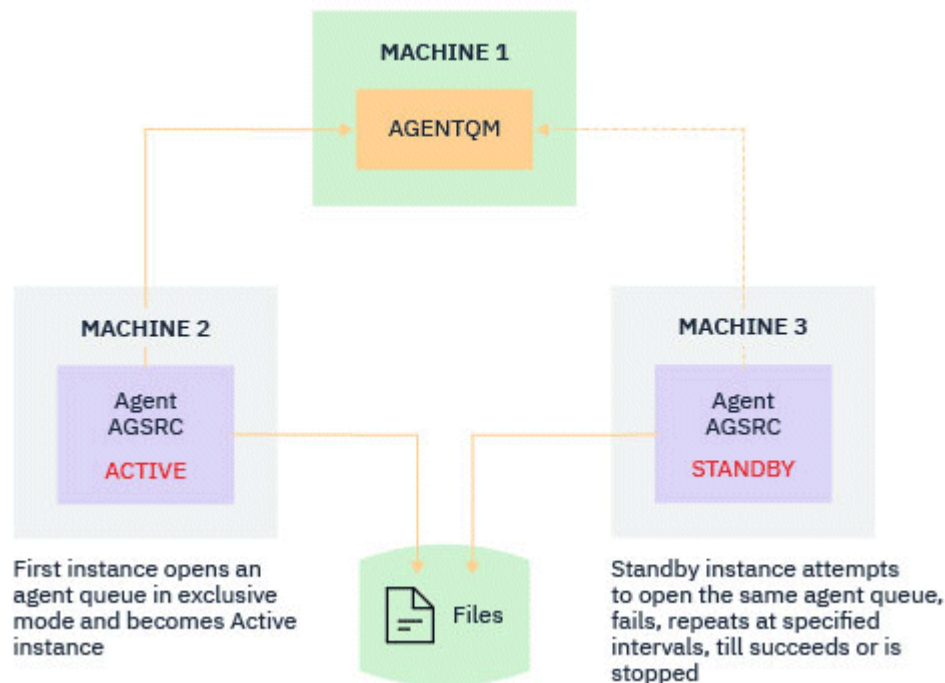 MACHINE 1
AGENTQM
MACHINE 2
Agent
AGSRC
ACTIVE
First instance opens an
agent queue in exclusive
mode and becomes Active
instance
Files
MACHINE 3
Agent
AGSRC
STANDBY
Standby instance attempts
to open the same agent queue,
fails, repeats at specified
intervals, till succeeds or is
stopped